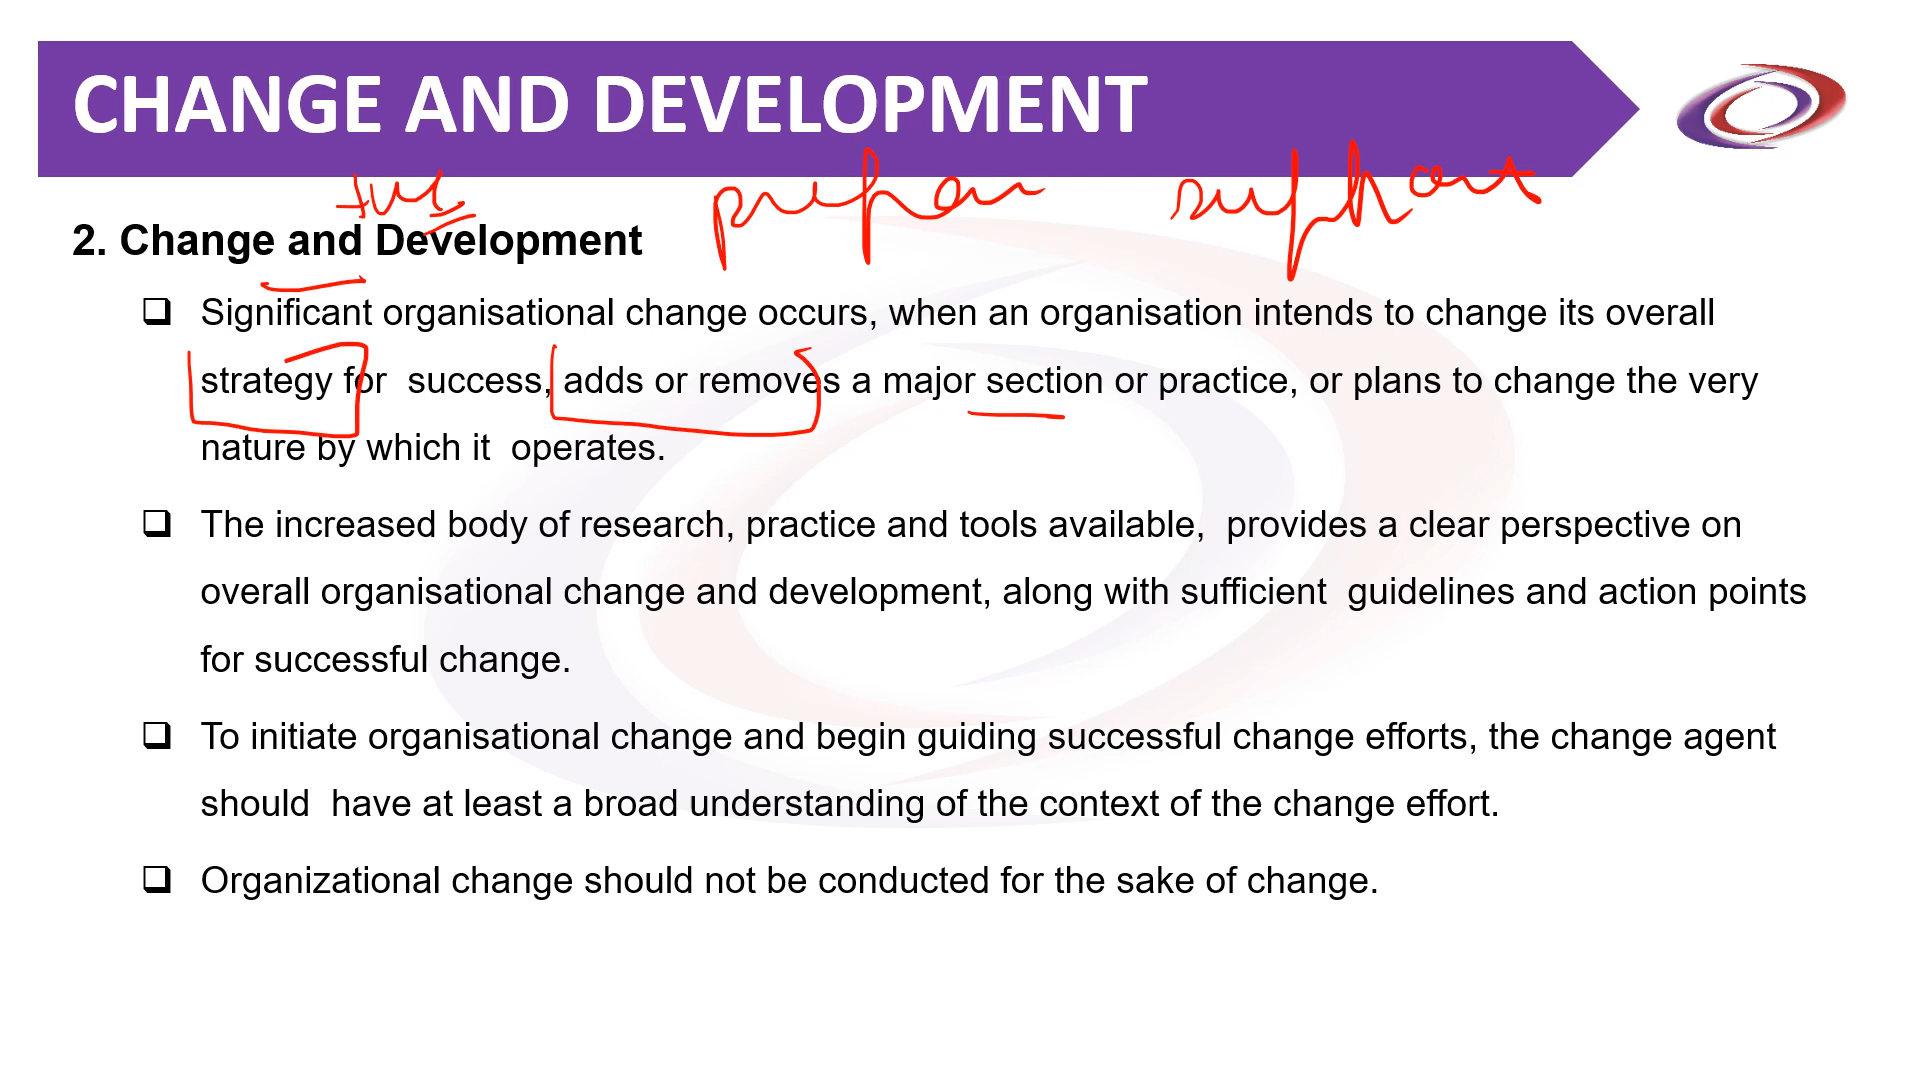 CHANGE AND DEVELOPMENT
+ve prepare support
2. Change and Development
❑ Significant organisational change occurs, when an organisation intends to change its overall
strategy for success, adds or removes a major section or practice, or plans to change the very
nature by which it operates.
❑ The increased body of research, practice and tools available, provides a clear perspective on
overall organisational change and development, along with sufficient guidelines and action points
for successful change.
❑ To initiate organisational change and begin guiding successful change efforts, the change agent
should have at least a broad understanding of the context of the change effort.
❑ Organizational change should not be conducted for the sake of change.